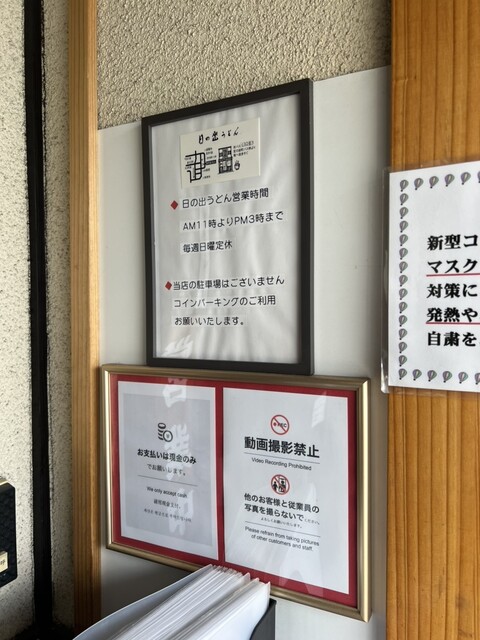 日の出うどん
日の出うどん営業時間
AM11時よりPM3時まで
毎週日曜定休
当店の駐車場はございません
コインパーキングのご利用
お願いいたします。
お支払いは現金のみ
でお願いします。
We only accept cash.
REC
動画撮影禁止
Video Recording Prohibited
他のお客様と従業員の
写真を撮らないで
Please refrain from taking pictures
of other customers and staff.
新型コ
マスク
対策に
発熱や
自粛を